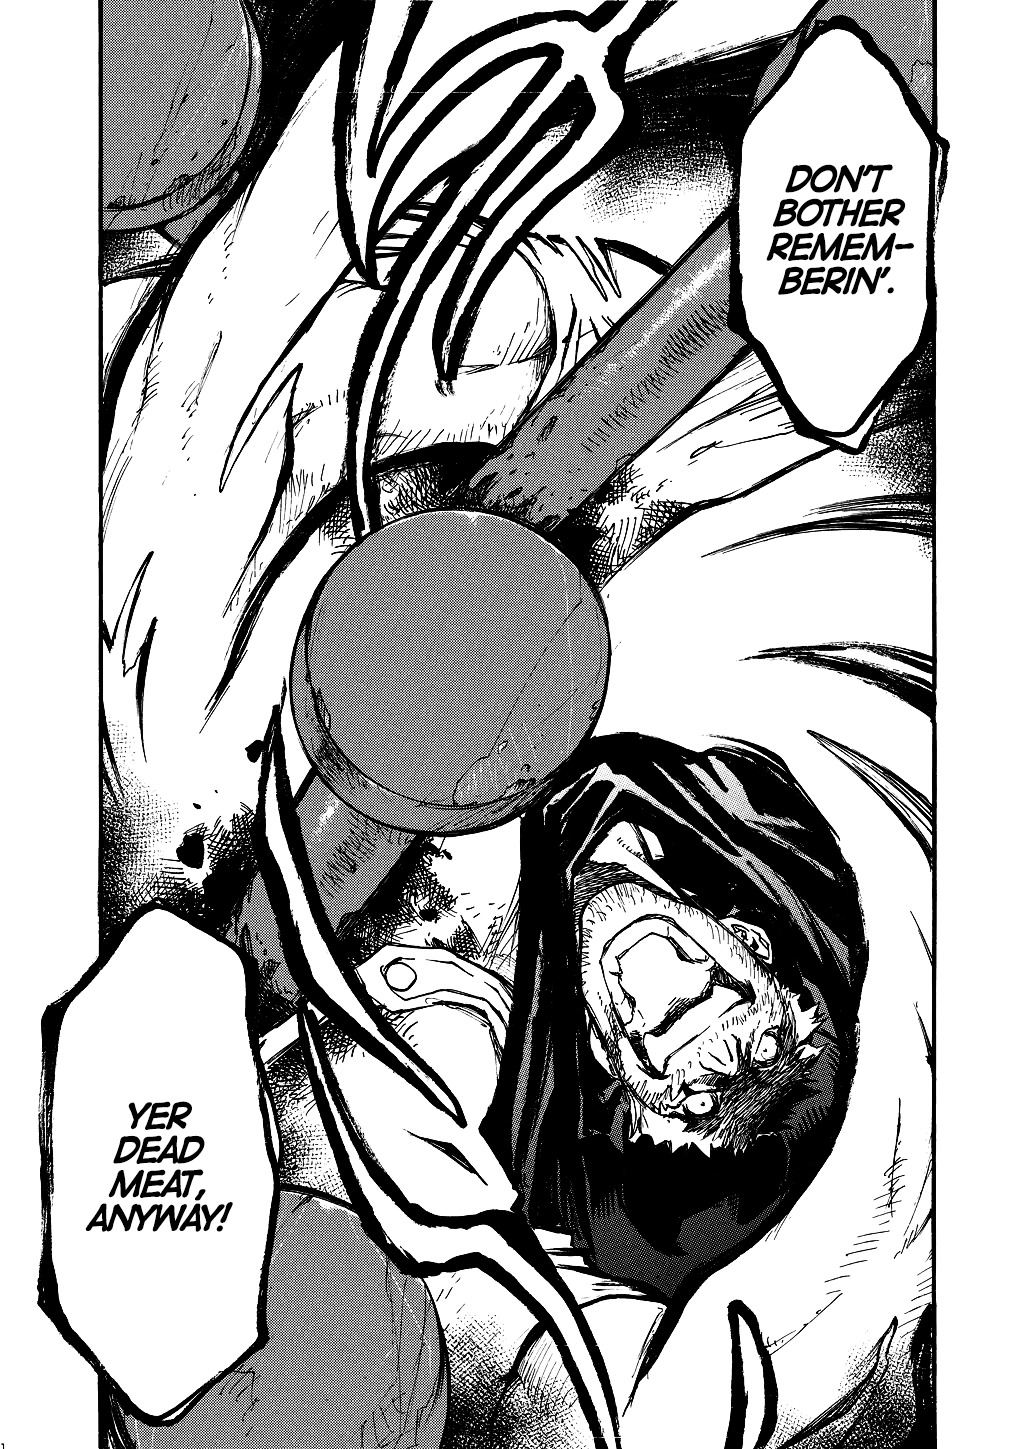 DON'T
BOTHER
REMEM-
BERIN'.
YER
DEAD
MEAT,
ANYWAY!